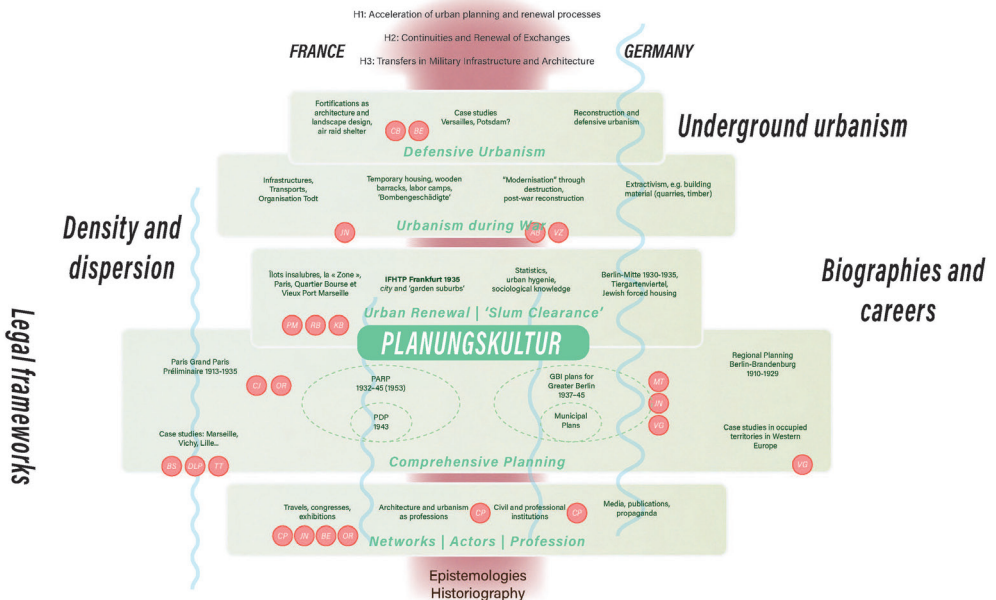 H1: Acceleration of urban planning and renewal processes
H2: Continuities and Renewal of Exchanges
FRANCE
GERMANY
H3: Transfers in Military Infrastructure and Architecture
Fortifications as
architecture and
landscape design,
air raid shelter
CB
BE
Case studies
Versailles, Potsdam?
Reconstruction and
defensive urbanism
Defensive Urbanism
Underground urbanism
Infrastructures,
Transports,
Organisation Todt
Temporary housing, wooden
barracks, labor camps,
'Bombengeschädigte'
"Modernisation" through
destruction,
post-war reconstruction
Extractivism, e.g. building
material (quarries, timber)
JN
Urbanism during War
AB
VZ
Density and
dispersion
Îlots insalubres, la « Zone »,
Paris, Quartier Bourse et
Vieux Port Marseille
IFHTP Frankfurt 1935
city and 'garden suburbs'
Statistics,
urban hygenie,
sociological knowledge
Berlin-Mitte 1930-1935,
Tiergartenviertel,
Jewish forced housing
Urban Renewal | 'Slum Clearance'
PM
RB
KB
Biographies and
careers
Legal frameworks
PLANUNGSKULTUR
Paris Grand Paris
Préliminaire 1913-1935
CJ
OR
PARP
1932-45 (1953)
PDP
1943
GBI plans for
Greater Berlin
1937-45
Municipal
Plans
MT
JN
VG
Regional Planning
Berlin-Brandenburg
1910-1929
Case studies: Marseille,
Vichy, Lille...
BS
DLP
TT
Case studies in occupied
territories in Western
Europe
VG
Comprehensive Planning
Travels, congresses,
exhibitions
CP
JN
BE
OR
Architecture and urbanism
as professions
CP
Civil and professional
institutions
CP
Media, publications,
propaganda
Networks | Actors | Profession
Epistemologies
Historiography